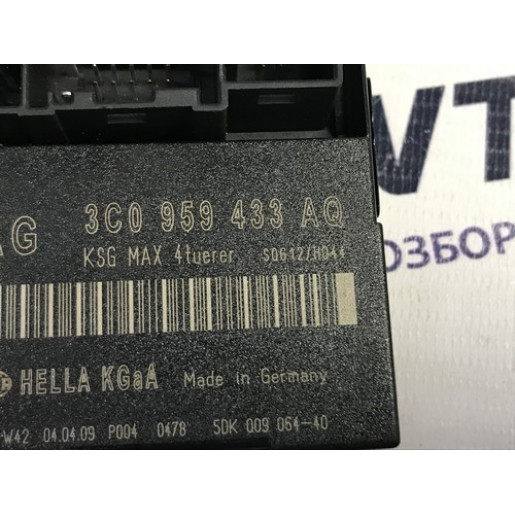 AG 3C0 959 433 AQ
KSG MAX 4tuerer S0612/H044
HELLA KGaA Made in Germany
W42 04.04.09 P004 0478 5DK 009 064-40
VT
ОЗБОР